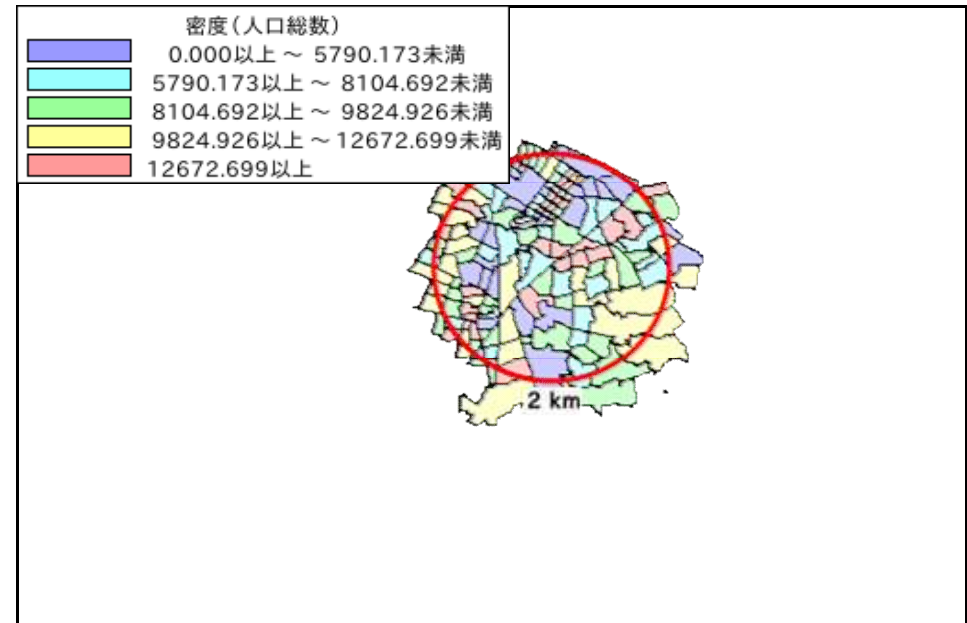 密度(人口総数)
0.000以上 ～ 5790.173未満
5790.173以上 ～ 8104.692未満
8104.692以上 ～ 9824.926未満
9824.926以上 ～ 12672.699未満
12672.699以上
2 km